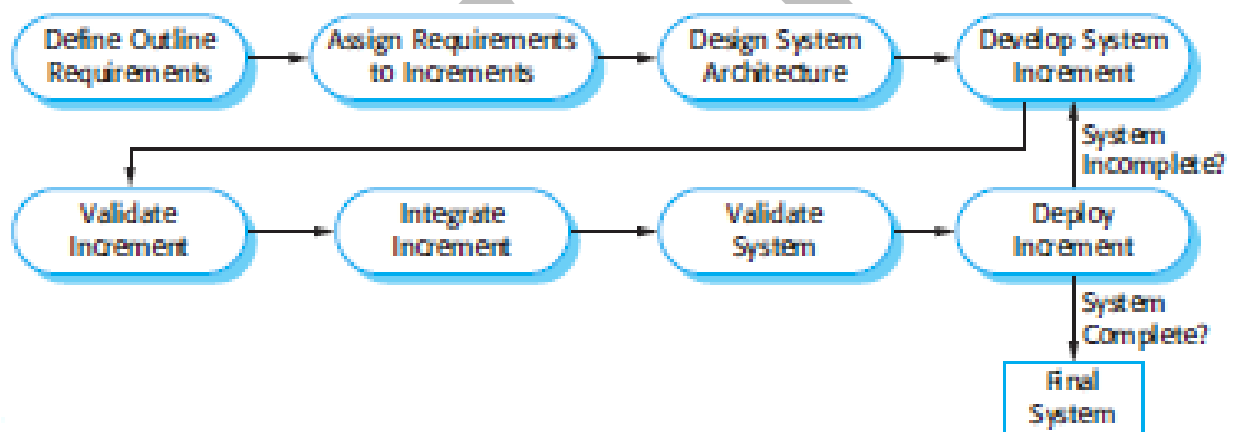 Define Outline
Requirements
Assign Requirements
to Increments
Design System
Architecture
Develop System
Increment
System
Incomplete?
Validate
Increment
Integrate
Increment
Validate
System
Deploy
Increment
System
Complete?
Final
System